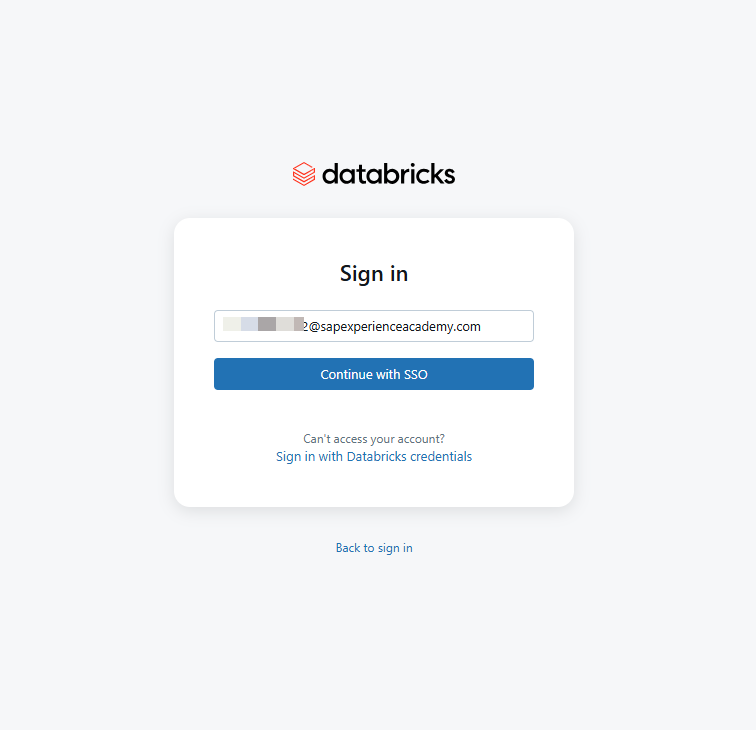 databricks
Sign in
2@sapexperienceacademy.com
Continue with SSO
Can't access your account?
Sign in with Databricks credentials
Back to sign in